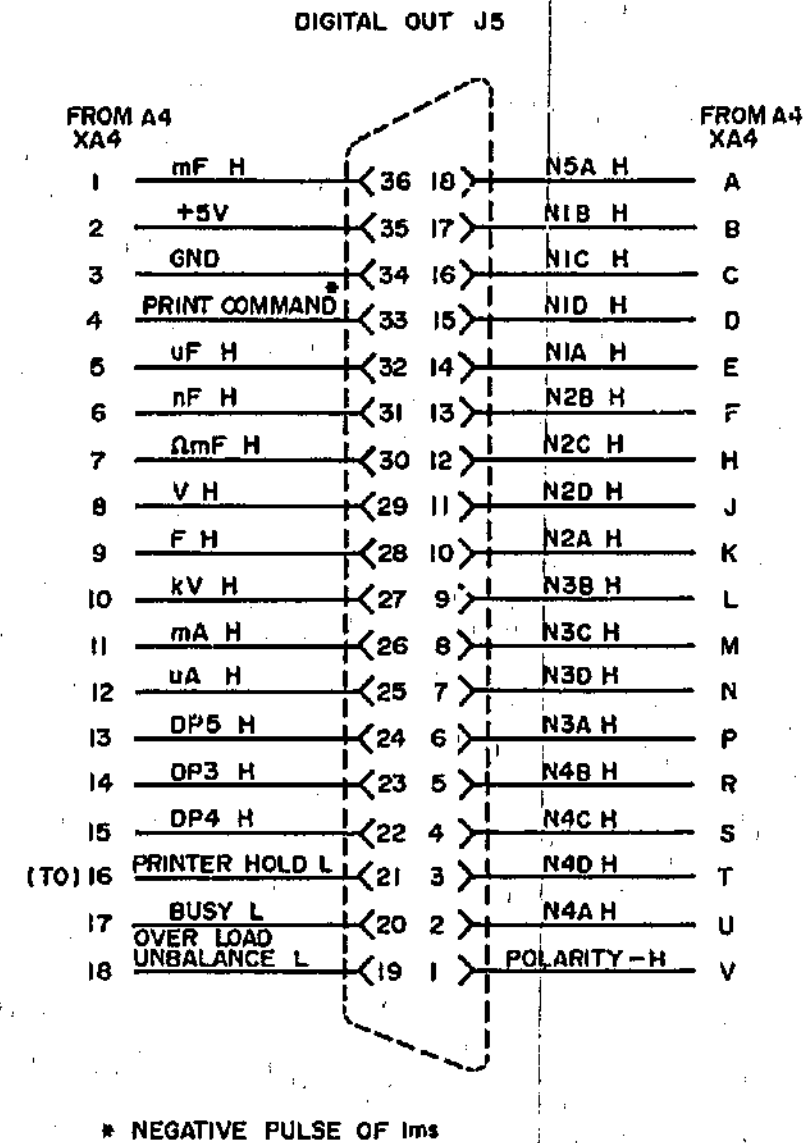 DIGITAL OUT J5
FROM A4 FROM A4
XA4 XA4
1 mF H 36 18 N5A H A
2 +5V 35 17 N1B H B
3 GND 34 16 N1C H C
4 PRINT COMMAND * 33 15 N1D H D
5 uF H 32 14 N1A H E
6 nF H 31 13 N2B H F
7 ΩmF H 30 12 N2C H H
8 V H 29 11 N2D H J
9 F H 28 10 N2A H K
10 kV H 27 9 N3B H L
11 mA H 26 8 N3C H M
12 uA H 25 7 N3D H N
13 DP5 H 24 6 N3A H P
14 DP3 H 23 5 N4B H R
15 DP4 H 22 4 N4C H S
(TO) 16 PRINTER HOLD L 21 3 N4D H T
17 BUSY L 20 2 N4A H U
OVER LOAD
18 UNBALANCE L 19 1 POLARITY - H V
* NEGATIVE PULSE OF 1ms